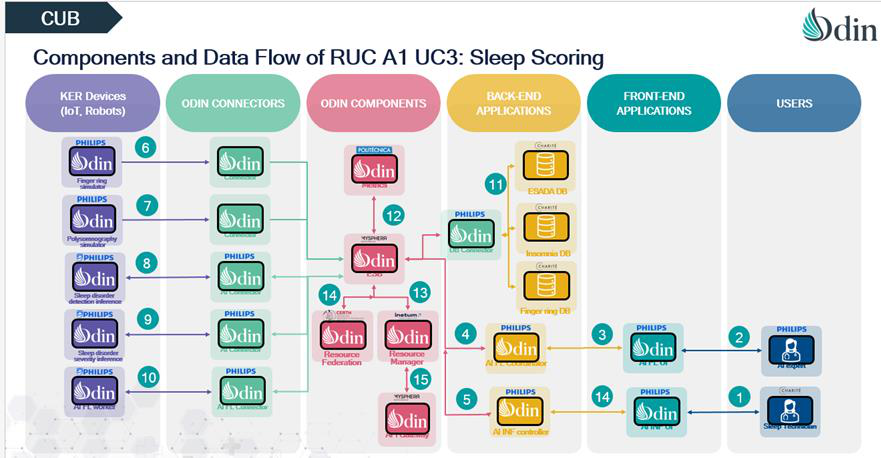 CUB
Odin
Components and Data Flow of RUC A1 UC3: Sleep Scoring
KER Devices
(IoT, Robots)
ODIN CONNECTORS
ODIN COMPONENTS
BACK-END
APPLICATIONS
FRONT-END
APPLICATIONS
USERS
PHILIPS
Odin
Finger ring
simulator
6
Odin
Connector
POLITÉCNICA
Odin
Metrics
11
CHARITÉ
ESADA DB
PHILIPS
Odin
Polysomnography
simulator
7
Odin
Connector
12
PHILIPS
Odin
DB Connector
CHARITÉ
Insomnia DB
MYSPHERA
Odin
ESB
PHILIPS
Odin
Sleep disorder
detection inference
8
PHILIPS
Odin
AI Connector
CHARITÉ
Finger ring DB
14
13
CERTH
Odin
Resource
Federation
inetum
Odin
Resource
Manager
PHILIPS
Odin
Sleep disorder
severity inference
9
PHILIPS
Odin
AI Connector
4
PHILIPS
Odin
AI FL Coordinator
3
PHILIPS
Odin
AI FL UI
2
PHILIPS
AI expert
15
PHILIPS
Odin
AI FL worker
10
PHILIPS
Odin
AI FL Connector
MYSPHERA
Odin
API Gateway
5
PHILIPS
Odin
AI INF controller
14
PHILIPS
Odin
AI INF UI
1
CHARITÉ
Sleep Technician